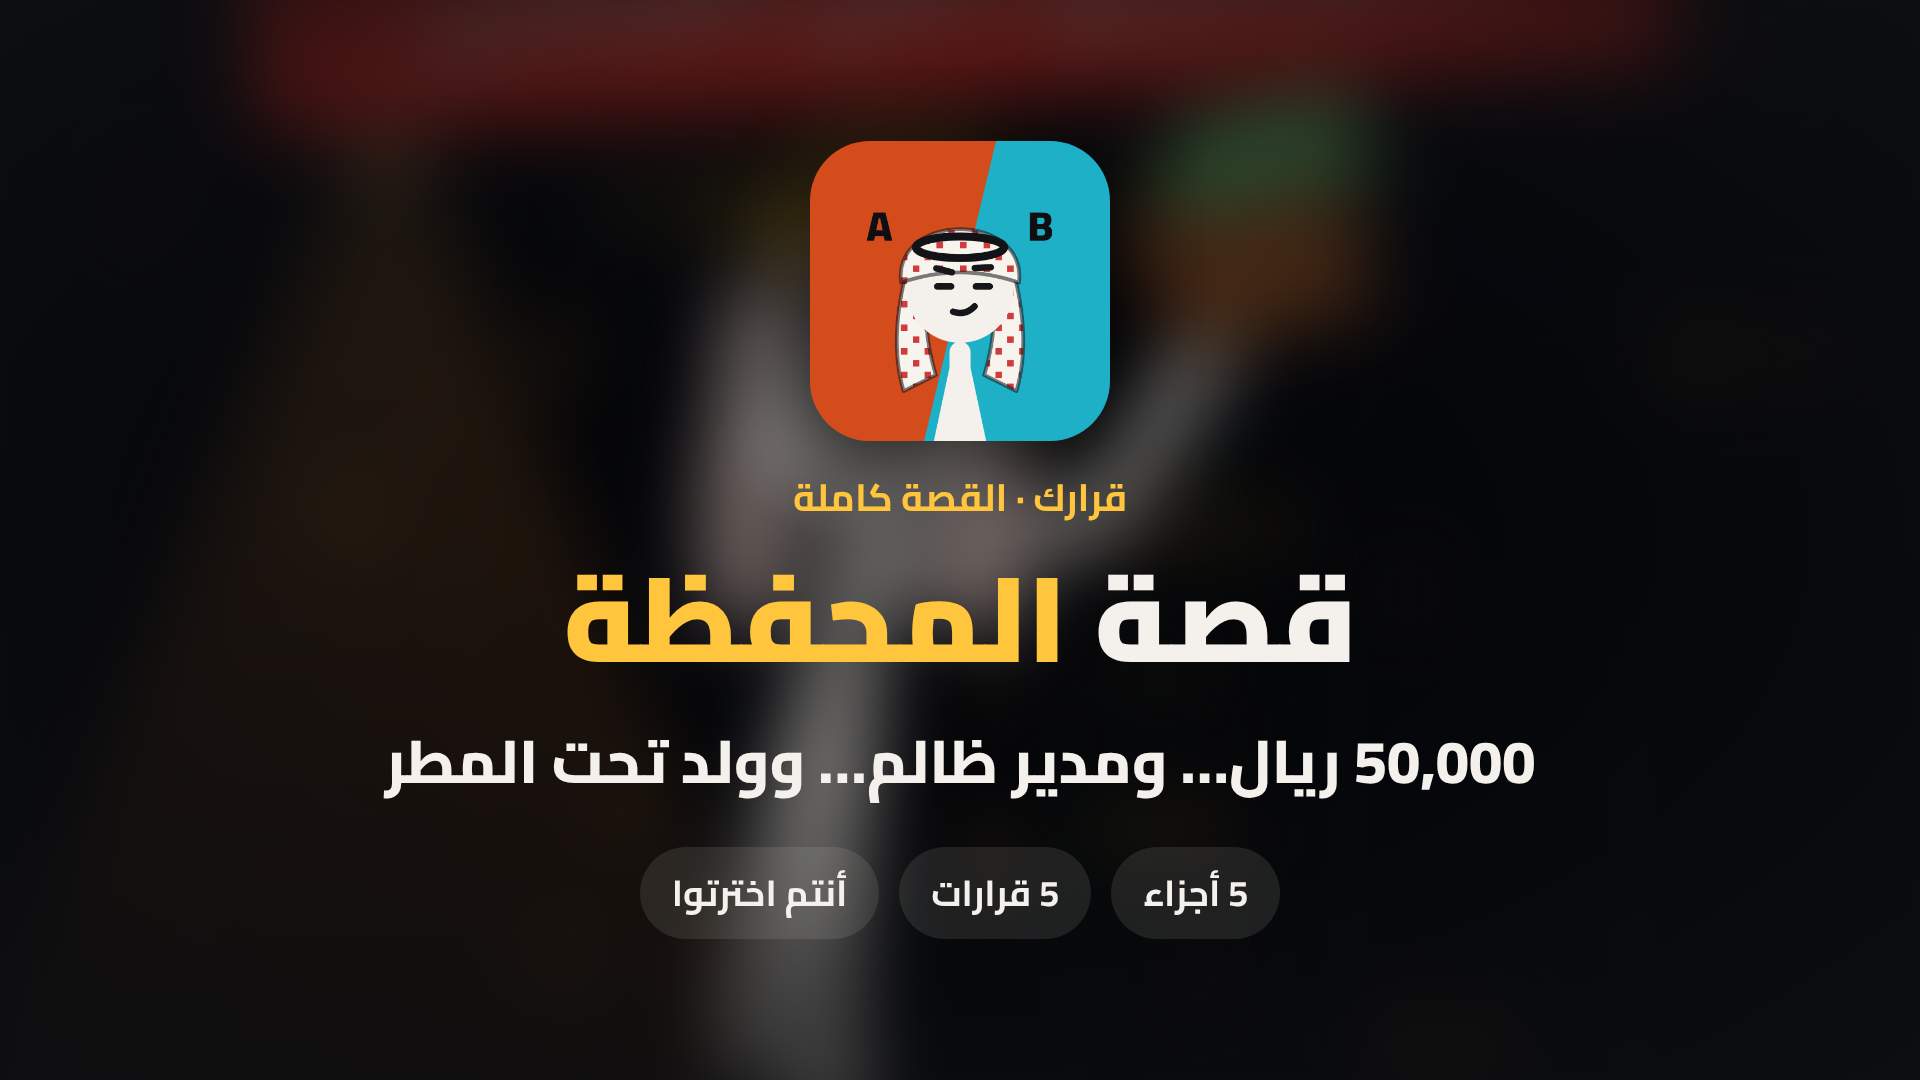 A B
قرارك · القصة كاملة
قصة المحفظة
50,000 ريال... ومدير ظالم... وولد تحت المطر
5 أجزاء
5 قرارات
أنتم اخترتوا